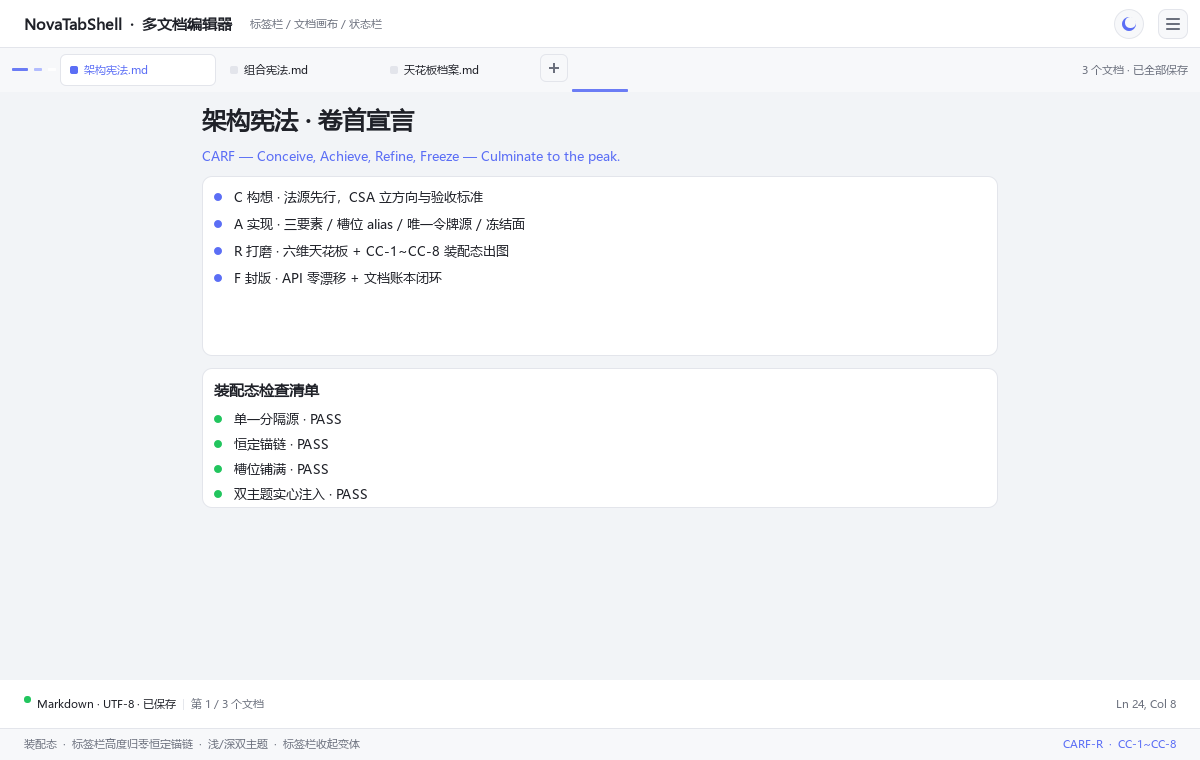 NovaTabShell · 多文档编辑器
标签栏 / 文档画布 / 状态栏
架构宪法.md
组合宪法.md
天花板档案.md
+
3 个文档 · 已全部保存
架构宪法 · 卷首宣言
CARF — Conceive, Achieve, Refine, Freeze — Culminate to the peak.
C 构想 · 法源先行，CSA 立方向与验收标准
A 实现 · 三要素 / 槽位 alias / 唯一令牌源 / 冻结面
R 打磨 · 六维天花板 + CC-1~CC-8 装配态出图
F 封版 · API 零漂移 + 文档账本闭环
装配态检查清单
单一分隔源 · PASS
恒定锚链 · PASS
槽位铺满 · PASS
双主题实心注入 · PASS
Markdown · UTF-8 · 已保存
第 1 / 3 个文档
Ln 24, Col 8
装配态 · 标签栏高度归零恒定锚链 · 浅/深双主题 · 标签栏收起变体
CARF-R · CC-1~CC-8